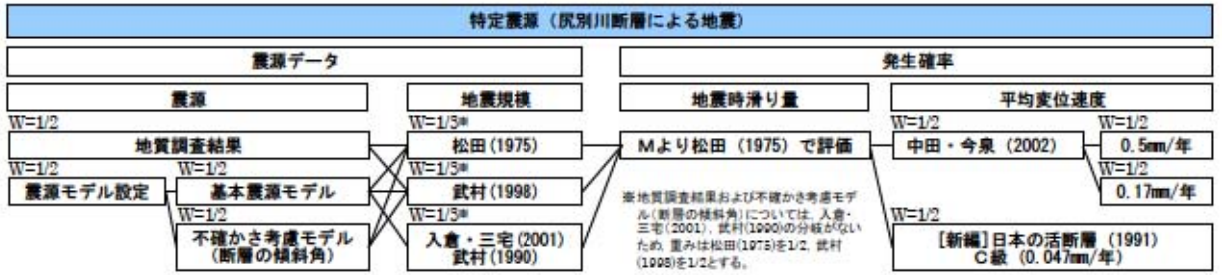 特定震源（尻別川断層による地震）
震源データ
発生確率
震源
地震規模
地震時滑り量
平均変位速度
W=1/2
W=1/3※
W=1/2
W=1/2
地質調査結果
松田(1975)
Mより松田（1975）で評価
中田・今泉（2002）
0.5mm/年
W=1/2
W=1/2
W=1/3※
W=1/2
震源モデル設定
基本震源モデル
武村(1998)
0.17mm/年
W=1/2
W=1/3※
W=1/2
不確かさ考慮モデル
(断層の傾斜角)
入倉・三宅(2001)
武村(1990)
※地質調査結果および不確かさ考慮モデ
ル(断層の傾斜角)については、入倉・
三宅(2001)、武村(1990)の分岐がない
ため、重みは松田(1975)を1/2、武村
(1998)を1/2とする。
[新編]日本の活断層（1991）
C級（0.047mm/年）